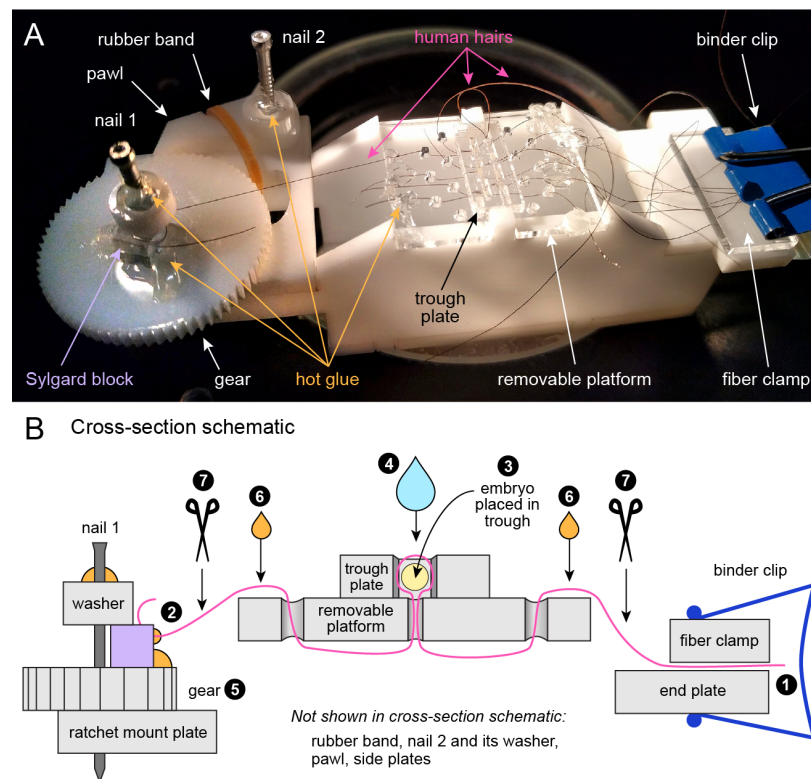 A
rubber band
nail 2
human hairs
binder clip
pawl
nail 1
trough
plate
Sylgard block
gear
hot glue
removable platform
fiber clamp
B Cross-section schematic
7
4
3
7
6
embryo
placed in
trough
6
nail 1
binder clip
trough
plate
washer
2
removable
platform
fiber clamp
gear 5
end plate
1
ratchet mount plate
Not shown in cross-section schematic:
rubber band, nail 2 and its washer,
pawl, side plates